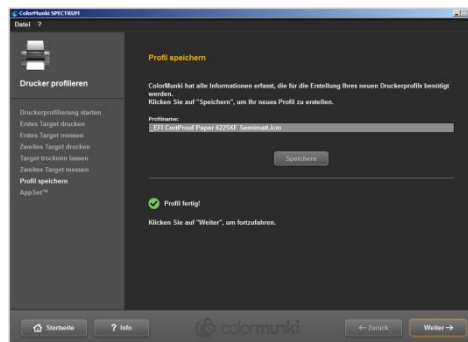 ColorMunki SPECTRUM
Datei ?
Drucker profilieren
Druckerprofilierung starten
Erstes Target drucken
Erstes Target messen
Zweites Target drucken
Target trocknen lassen
Zweites Target messen
Profil speichern
AppSet™
Profil speichern
ColorMunki hat alle Informationen erfasst, die für die Erstellung Ihres neuen Druckerprofils benötigt
werden.
Klicken Sie auf "Speichern", um Ihr neues Profil zu erstellen.
Profilname:
_EFI CertProof Paper 6225XF Semimatt.icm
Speichern
Profil fertig!
Klicken Sie auf "Weiter", um fortzufahren.
Startseite
? Info
colormunki
← Zurück
Weiter →